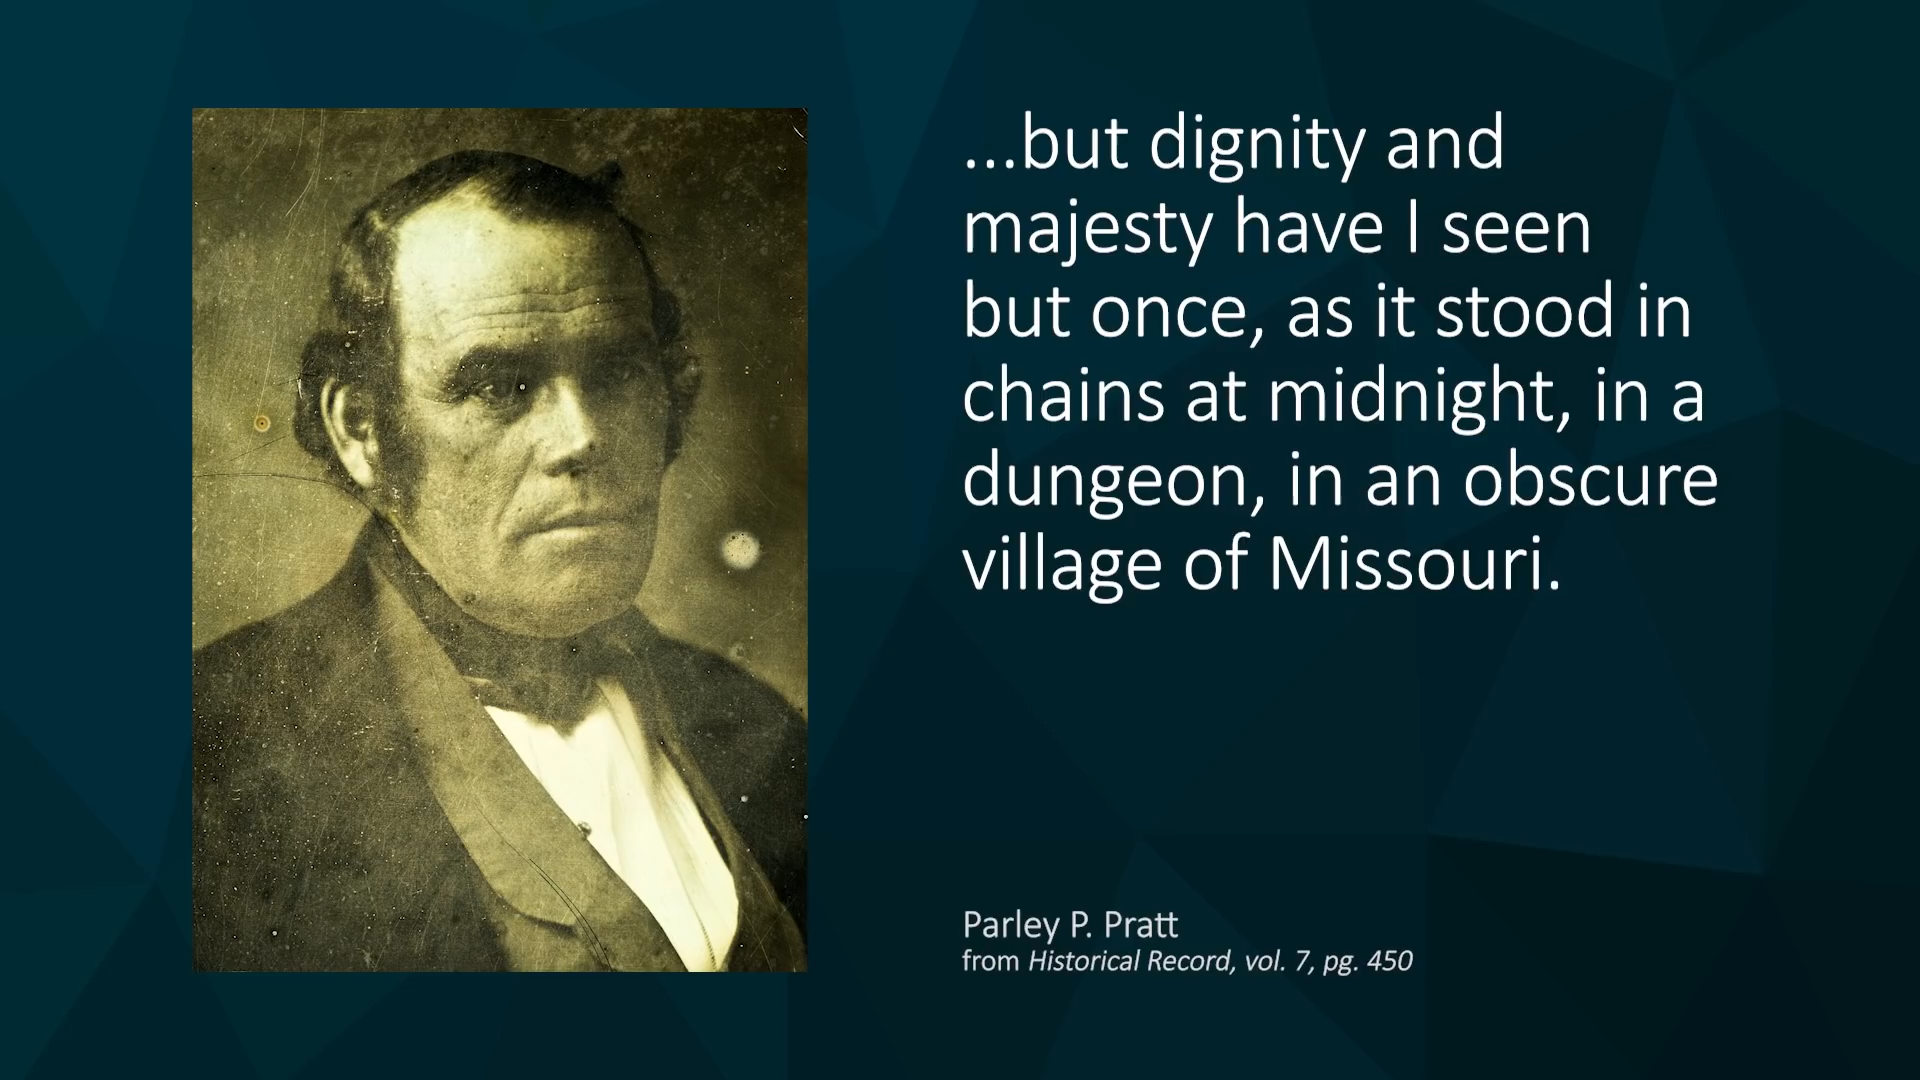 ...but dignity and
majesty have I seen
but once, as it stood in
chains at midnight, in a
dungeon, in an obscure
village of Missouri.
Parley P. Pratt
from Historical Record, vol. 7, pg. 450